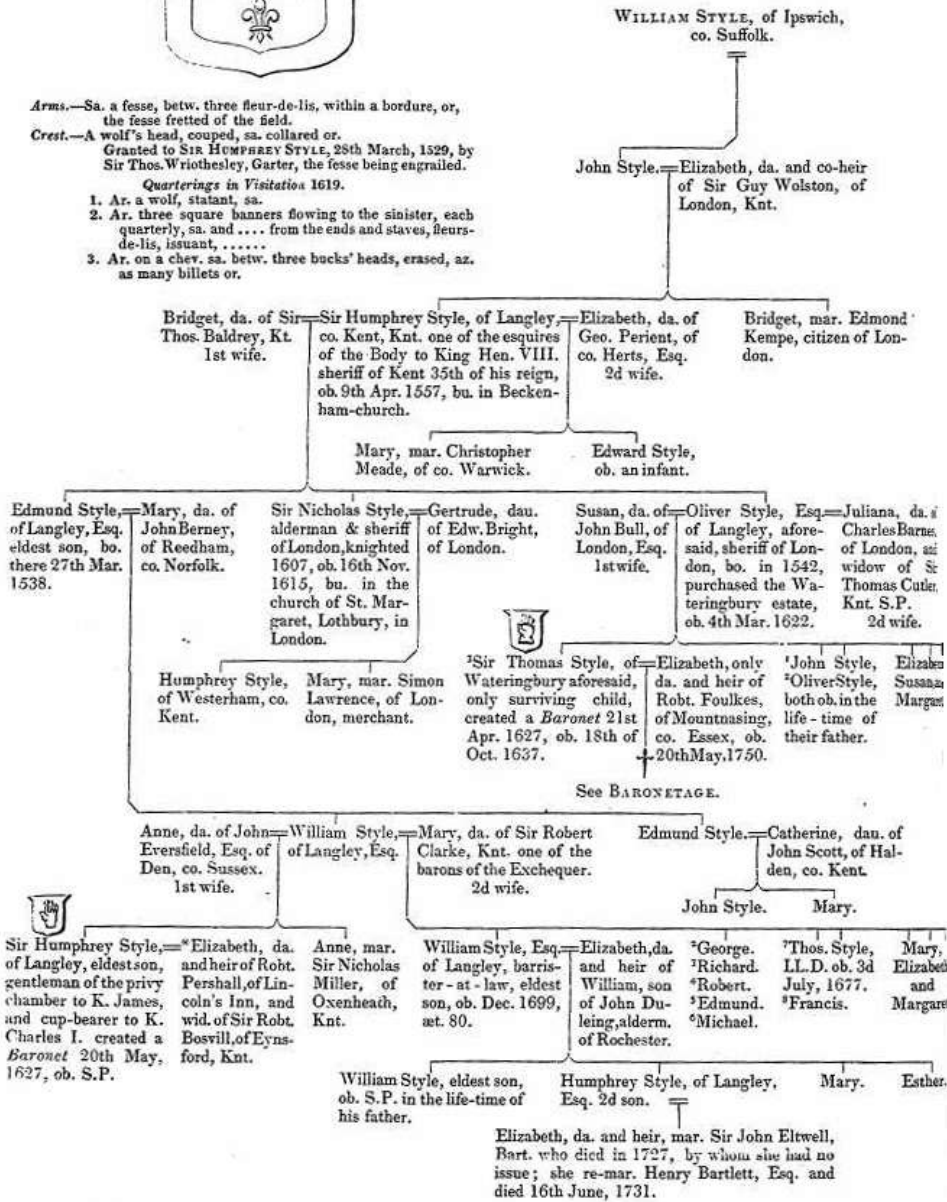 WILLIAM STYLE, of Ipswich,
co. Suffolk.
Arms.—Sa. a fesse, betw. three fleur-de-lis, within a bordure, or,
the fesse fretted of the field.
Crest.—A wolf's head, couped, sa. collared or.
Granted to SIR HUMPHREY STYLE, 28th March, 1529, by
Sir Thos. Wriothesley, Garter, the fesse being engrailed.
Quarterings in Visitation 1619.
1. Ar. a wolf, statant, sa.
2. Ar. three square banners flowing to the sinister, each
quarterly, sa. and .... from the ends and staves, fleurs-
de-lis, issuant, ......
3. Ar. on a chev. sa. betw. three bucks' heads, erased, az.
as many billets or.
John Style.=Elizabeth, da. and co-heir
of Sir Guy Wolston, of
London, Knt.
Bridget, da. of Sir
Thos. Baldrey, Kt.
1st wife.
=Sir Humphrey Style, of Langley,
co. Kent, Knt. one of the esquires
of the Body to King Hen. VIII.
sheriff of Kent 35th of his reign,
ob. 9th Apr. 1557, bu. in Becken-
ham-church.
=Elizabeth, da. of
Geo. Perient, of
co. Herts, Esq.
2d wife.
Bridget, mar. Edmond
Kempe, citizen of Lon-
don.
Mary, mar. Christopher
Meade, of co. Warwick.
Edward Style,
ob. an infant.
Edmund Style,
of Langley, Esq.
eldest son, bo.
there 27th Mar.
1538.
=Mary, da. of
John Berney,
of Reedham,
co. Norfolk.
Sir Nicholas Style,
alderman & sheriff
of London, knighted
1607, ob. 16th Nov.
1615, bu. in the
church of St. Mar-
garet, Lothbury, in
London.
=Gertrude, dau.
of Edw. Bright,
of London.
Susan, da. of
John Bull, of
London, Esq.
1st wife.
=Oliver Style, Esq.
of Langley, afore-
said, sheriff of Lon-
don, bo. in 1542,
purchased the Wa-
teringbury estate,
ob. 4th Mar. 1622.
=Juliana, da.
Charles Barnes,
of London,
widow of
Thomas Cutler,
Knt. S.P.
2d wife.
Humphrey Style,
of Westerham, co.
Kent.
Mary, mar. Simon
Lawrence, of Lon-
don, merchant.
³Sir Thomas Style, of
Wateringbury aforesaid,
only surviving child,
created a Baronet 21st
Apr. 1627, ob. 18th of
Oct. 1637.
=Elizabeth, only
da. and heir of
Robt. Foulkes,
of Mountnasing,
co. Essex, ob.
20th May, 1750.
¹John Style,
²Oliver Style,
both ob. in the
life-time of
their father.
See BARONETAGE.
Anne, da. of John
Eversfield, Esq. of
Den, co. Sussex.
1st wife.
=William Style,
of Langley, Esq.
=Mary, da. of Sir Robert
Clarke, Knt. one of the
barons of the Exchequer.
2d wife.
Edmund Style.=Catherine, dau. of
John Scott, of Hal-
den, co. Kent.
John Style.
Mary.
Sir Humphrey Style,
of Langley, eldest son,
gentleman of the privy
chamber to K. James,
and cup-bearer to K.
Charles I. created a
Baronet 20th May,
1627, ob. S.P.
=*Elizabeth, da.
and heir of Robt.
Pershall, of Lin-
coln's Inn, and
wid. of Sir Robt.
Bosvill, of Eyns-
ford, Knt.
Anne, mar.
Sir Nicholas
Miller, of
Oxenheath,
Knt.
William Style, Esq.
of Langley, barris-
ter-at-law, eldest
son, ob. Dec. 1699,
æt. 80.
=Elizabeth, da.
and heir of
William, son
of John Du-
leing, alderm.
of Rochester.
²George.
³Richard.
⁴Robert.
⁵Edmund.
⁶Michael.
⁷Thos. Style,
LL.D. ob. 3d
July, 1677.
⁸Francis.
Mary,
and
William Style, eldest son,
ob. S.P. in the life-time of
his father.
Humphrey Style, of Langley,
Esq. 2d son.
=
Mary.
Esther.
Elizabeth, da. and heir, mar. Sir John Eltwell,
Bart. who died in 1727, by whom she had no
issue; she re-mar. Henry Bartlett, Esq. and
died 16th June, 1731.